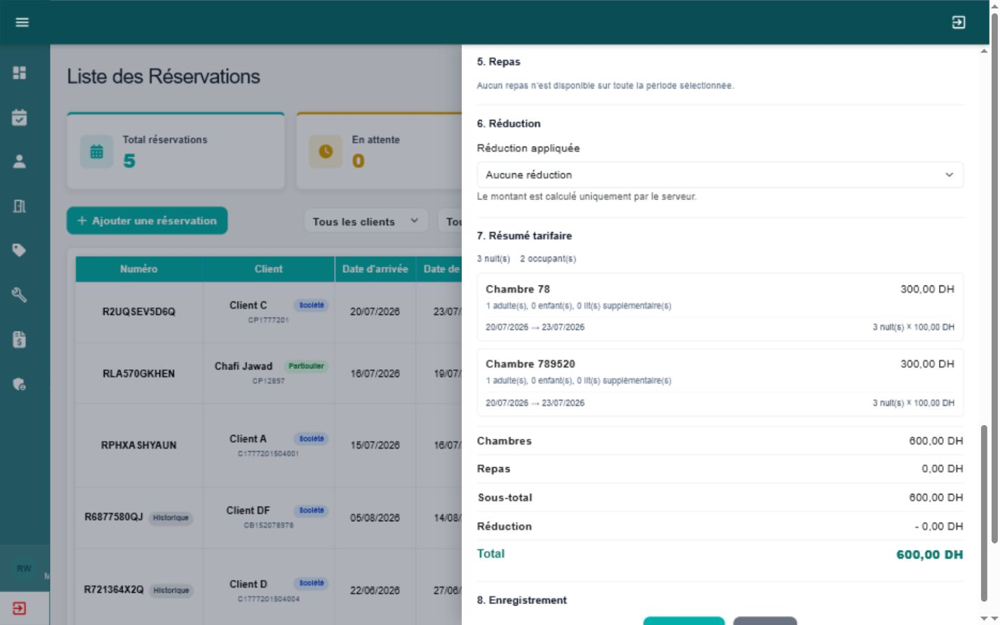 Liste des Réservations
Total réservations
5
En attente
0
+ Ajouter une réservation
Tous les clients
Tou
Numéro Client Date d'arrivée Date de
R2UQSEV5D6Q Client C Société 20/07/2026 23/07/
CP1777201
RLA570GKHEN Chafi Jawad Particulier 16/07/2026 19/07/
CP12897
RPHXASHYAUN Client A Société 15/07/2026 16/07/
C1777201504001
R6877580QJ Historique Client DF Société 05/08/2026 14/08/
CB152078978
R721364X2Q Historique Client D Société 22/06/2026 27/06/
C1777201504004
RW
M
5. Repas
Aucun repas n'est disponible sur toute la période sélectionnée.
6. Réduction
Réduction appliquée
Aucune réduction
Le montant est calculé uniquement par le serveur.
7. Résumé tarifaire
3 nuit(s) 2 occupant(s)
Chambre 78 300,00 DH
1 adulte(s), 0 enfant(s), 0 lit(s) supplémentaire(s)
20/07/2026 → 23/07/2026 3 nuit(s) × 100,00 DH
Chambre 789520 300,00 DH
1 adulte(s), 0 enfant(s), 0 lit(s) supplémentaire(s)
20/07/2026 → 23/07/2026 3 nuit(s) × 100,00 DH
Chambres 600,00 DH
Repas 0,00 DH
Sous-total 600,00 DH
Réduction - 0,00 DH
Total 600,00 DH
8. Enregistrement